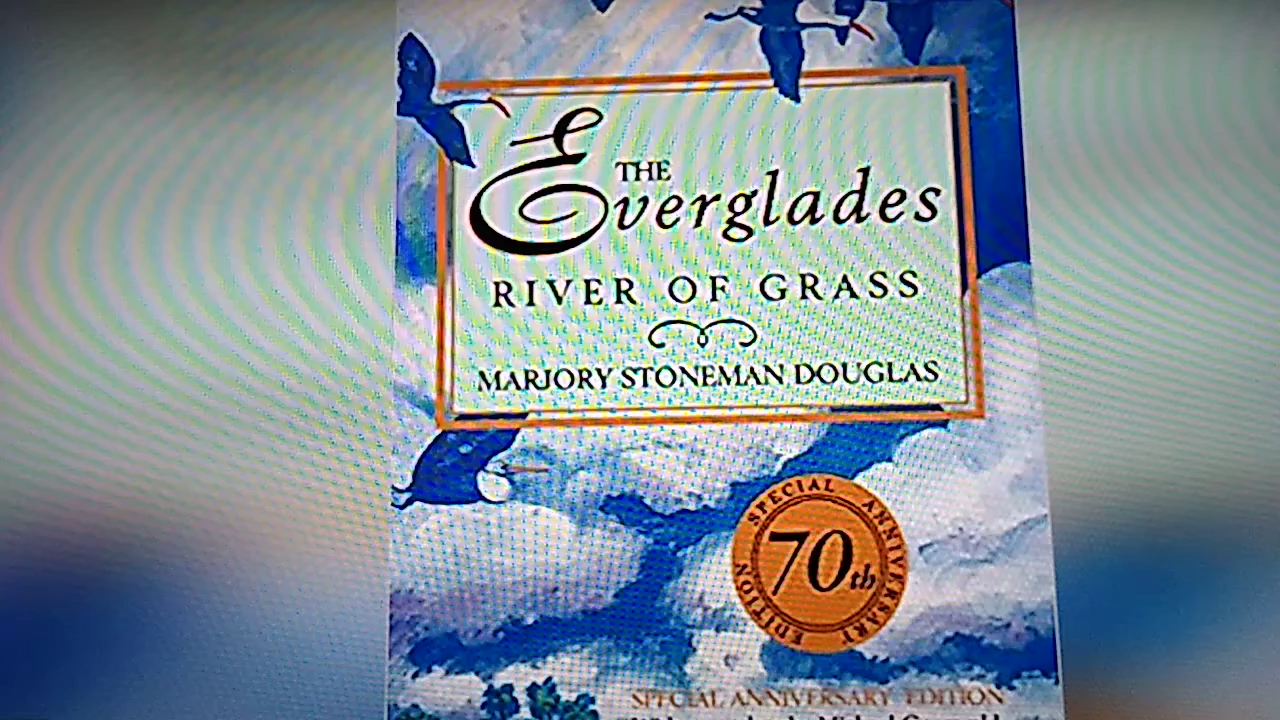 THE
Everglades
RIVER OF GRASS
MARJORY STONEMAN DOUGLAS
SPECIAL ANNIVERSARY EDITION
70th
SPECIAL ANNIVERSARY EDITION